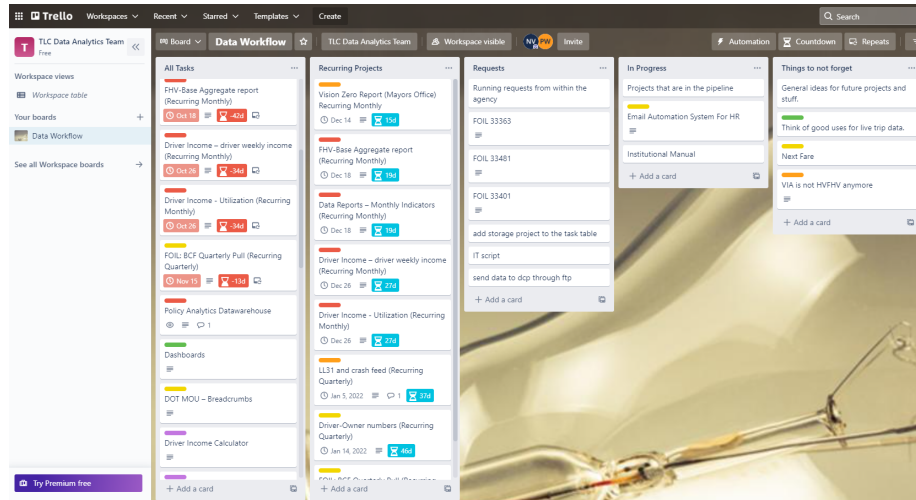 Trello
Workspaces
Recent
Starred
Templates
Create
Search
T
TLC Data Analytics Team
Free
Board
Data Workflow
TLC Data Analytics Team
Workspace visible
NV
PW
Invite
Automation
Countdown
Repeats
Workspace views
Workspace table
Your boards
Data Workflow
See all Workspace boards
Try Premium free
All Tasks
FHV-Base Aggregate report
(Recurring Monthly)
Oct 18
-42d
Driver Income – driver weekly income
(Recurring Monthly)
Oct 26
-34d
Driver Income - Utilization (Recurring
Monthly)
Oct 26
-34d
FOIL: BCF Quarterly Pull (Recurring
Quarterly)
Nov 15
-13d
Policy Analytics Datawarehouse
1
Dashboards
DOT MOU – Breadcrumbs
Driver Income Calculator
+ Add a card
Recurring Projects
Vision Zero Report (Mayors Office)
Recurring Monthly
Dec 14
15d
FHV-Base Aggregate report
(Recurring Monthly)
Dec 18
19d
Data Reports – Monthly Indicators
(Recurring Monthly)
Dec 18
19d
Driver Income – driver weekly income
(Recurring Monthly)
Dec 26
27d
Driver Income - Utilization (Recurring
Monthly)
Dec 26
27d
LL31 and crash feed (Recurring
Quarterly)
Jan 5, 2022
1
37d
Driver-Owner numbers (Recurring
Quarterly)
Jan 14, 2022
46d
FOIL: BCF Quarterly Pull (Recurring
+ Add a card
Requests
Running requests from within the
agency
FOIL 33363
FOIL 33481
FOIL 33401
add storage project to the task table
IT script
send data to dcp through ftp
+ Add a card
In Progress
Projects that are in the pipeline
Email Automation System For HR
Institutional Manual
+ Add a card
Things to not forget
General ideas for future projects and
stuff.
Think of good uses for live trip data.
Next Fare
VIA is not HVFHV anymore
+ Add a card